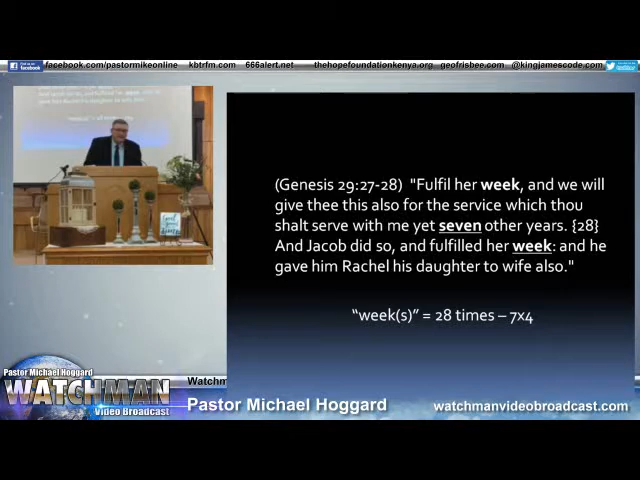 facebook.com/pastormikeonline kbtrfm.com 666alert.net thehopefoundationkenya.org geofrisbee.com @kingjamescode.com
(Genesis 29:27-28) "Fulfil her week, and we will
give thee this also for the service which thou
shalt serve with me yet seven other years. {28}
And Jacob did so, and fulfilled her week: and he
gave him Rachel his daughter to wife also."
"week(s)" = 28 times – 7x4
Pastor Michael Hoggard
WATCHMAN
Video Broadcast
Watchm
Pastor Michael Hoggard
watchmanvideobroadcast.com